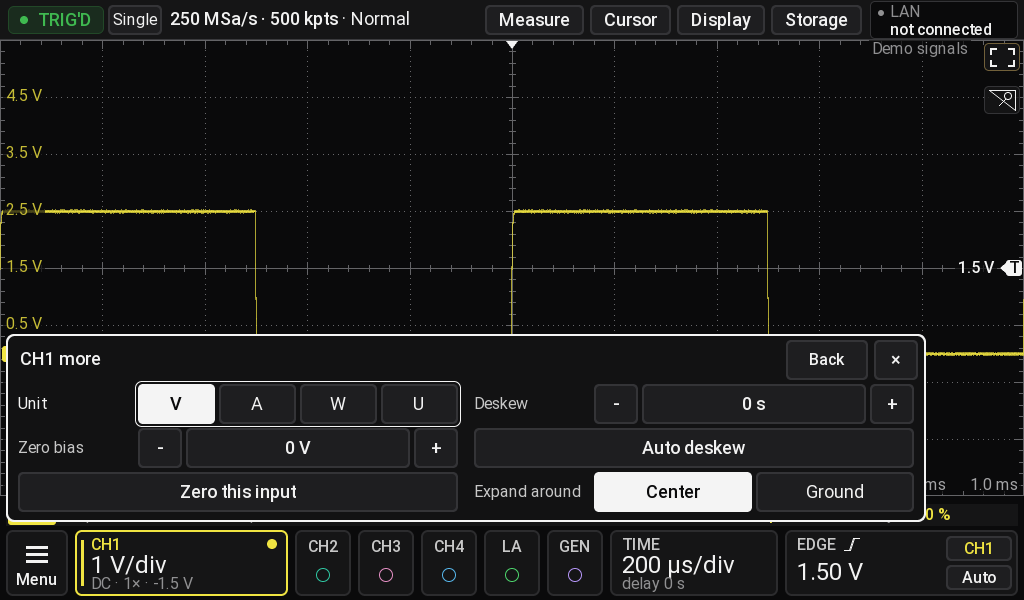 TRIG'D Single 250 MSa/s · 500 kpts · Normal Measure Cursor Display Storage LAN
not connected
Demo signals
4.5 V
3.5 V
2.5 V
1.5 V 1.5 V T
0.5 V
CH1 more Back ×
Unit V A W U Deskew - 0 s +
Zero bias - 0 V + Auto deskew
Zero this input Expand around Center Ground
ms 1.0 ms
0 %
CH1 CH2 CH3 CH4 LA GEN TIME EDGE CH1
1 V/div 200 µs/div 1.50 V
Menu DC · 1× · -1.5 V delay 0 s Auto